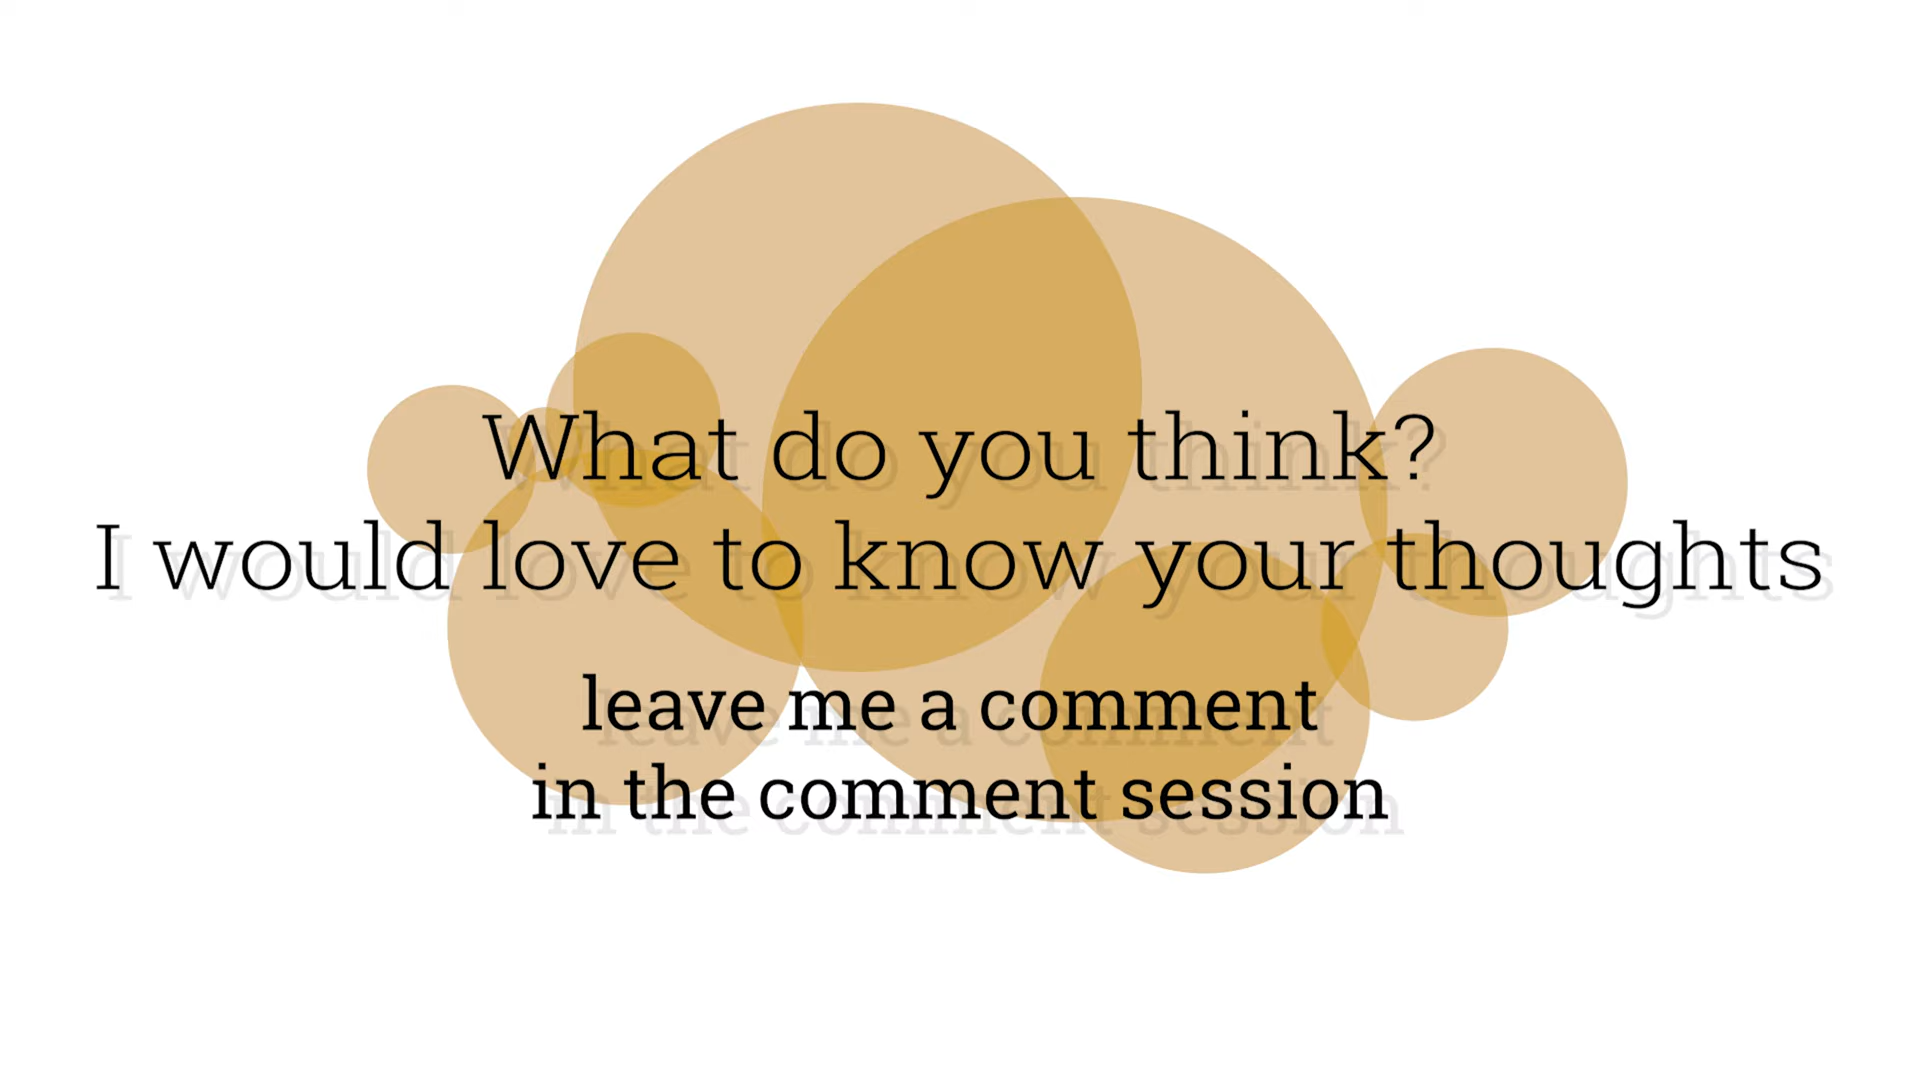 What do you think?
I would love to know your thoughts
leave me a comment
in the comment session